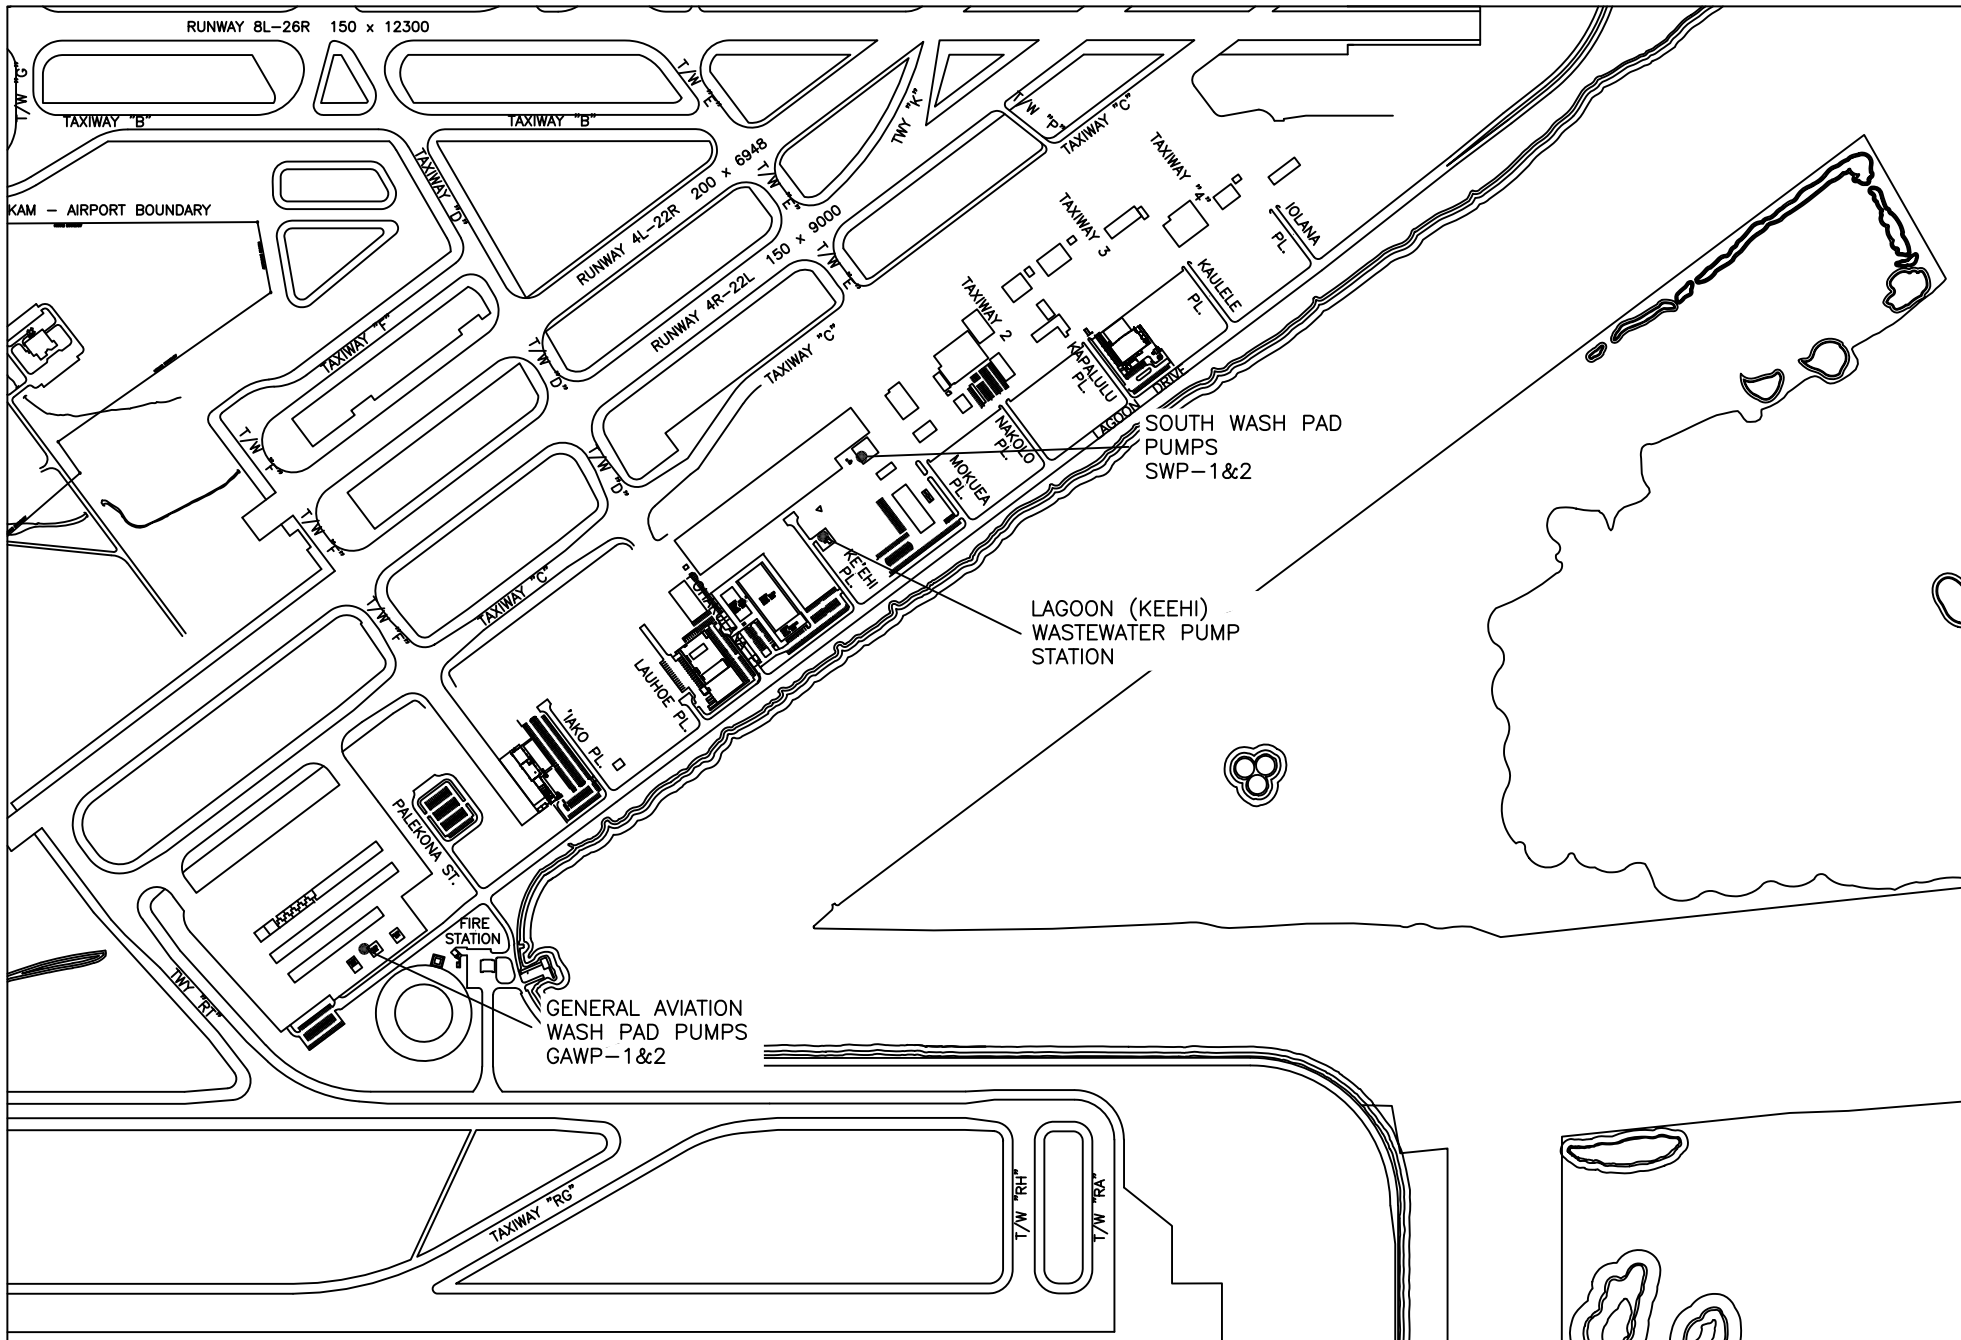 RUNWAY 8L-26R 150 x 12300
T/W "G"
TAXIWAY "B"
TAXIWAY "B"
T/W "E"
TWY "K"
T/W "P"
TAXIWAY "C"
TAXIWAY "D"
KAM - AIRPORT BOUNDARY
RUNWAY 4L-22R 200 x 6948
T/W "E"
RUNWAY 4R-22L 150 x 9000
T/W "E"
TAXIWAY "4"
TAXIWAY 3
TAXIWAY 2
IOLANA
PL.
KAULELE
PL.
KAPALULU
PL.
LAGOON DRIVE
NAKOLO
PL.
MOKUEA
PL.
TAXIWAY "F"
T/W "D"
TAXIWAY "C"
T/W "F"
T/W "D"
T/W "F"
SOUTH WASH PAD
PUMPS
SWP-1&2
KE'EHI
PL.
TAXIWAY "C"
T/W "F"
LAGOON (KEEHI)
WASTEWATER PUMP
STATION
LAUHOE PL.
'IAKO PL.
PALEKONA ST.
FIRE
STATION
TWY "RT"
GENERAL AVIATION
WASH PAD PUMPS
GAWP-1&2
TAXIWAY "RG"
T/W "RH"
T/W "RA"